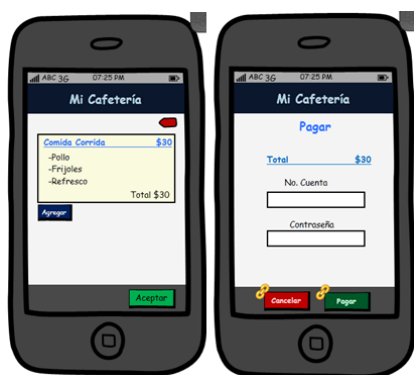 ABC 3G 07:25 PM
Mi Cafetería
Comida Corrida $30
-Pollo
-Frijoles
-Refresco
Total $30
Agregar
Aceptar
ABC 3G 07:25 PM
Mi Cafetería
Pagar
Total $30
No. Cuenta
Contraseña
Cancelar
Pagar